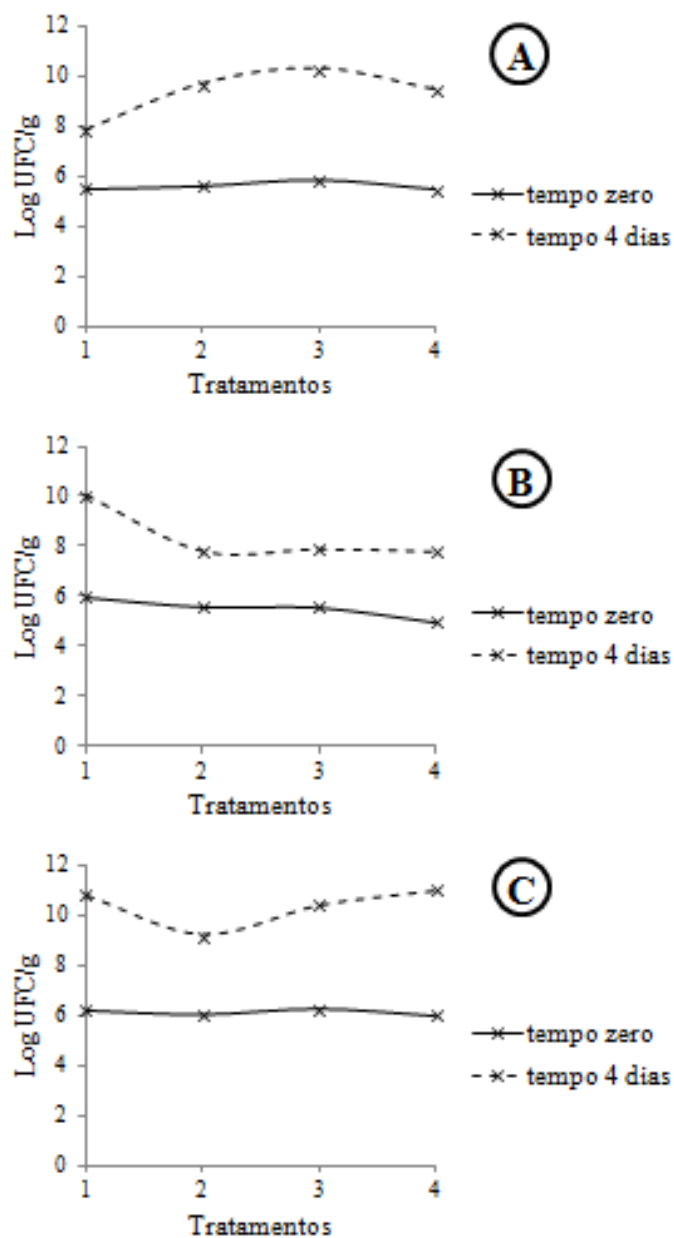 A
12
10
8
6
4
2
0
Log UFC/g
1 2 3 4
Tratamentos
tempo zero
tempo 4 dias
B
12
10
8
6
4
2
0
Log UFC/g
1 2 3 4
Tratamentos
tempo zero
tempo 4 dias
C
12
10
8
6
4
2
0
Log UFC/g
1 2 3 4
Tratamentos
tempo zero
tempo 4 dias